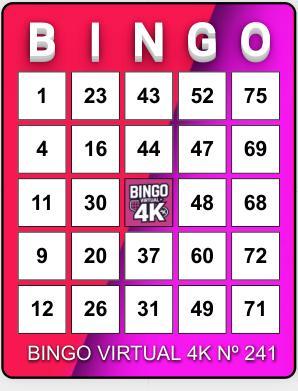 BINGO
1 23 43 52 75
4 16 44 47 69
11 30 BINGO VIRTUAL 4K 48 68
9 20 37 60 72
12 26 31 49 71
BINGO VIRTUAL 4K Nº 241